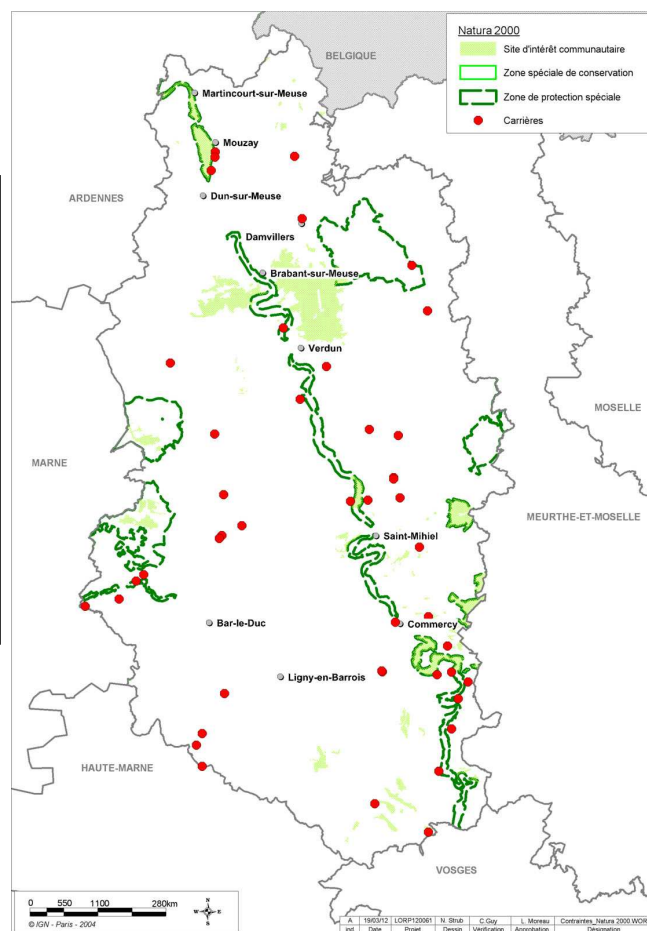 Natura 2000
Site d'intérêt communautaire
Zone spéciale de conservation
Zone de protection spéciale
Carrières
BELGIQUE
Martincourt-sur-Meuse
Mouzay
ARDENNES
Dun-sur-Meuse
Damvillers
Brabant-sur-Meuse
Verdun
MOSELLE
MARNE
MEURTHE-ET-MOSELLE
Saint-Mihiel
Bar-le-Duc
Commercy
Ligny-en-Barrois
HAUTE-MARNE
VOSGES
0 550 1100 280km
N
W E
S
© IGN - Paris - 2004
A 19/03/12 LORP120061 N. Strub C.Guy L. Moreau Contraintes_Natura 2000.WOR
Ind Date Projet Dessin Vérification Approbation Désignation